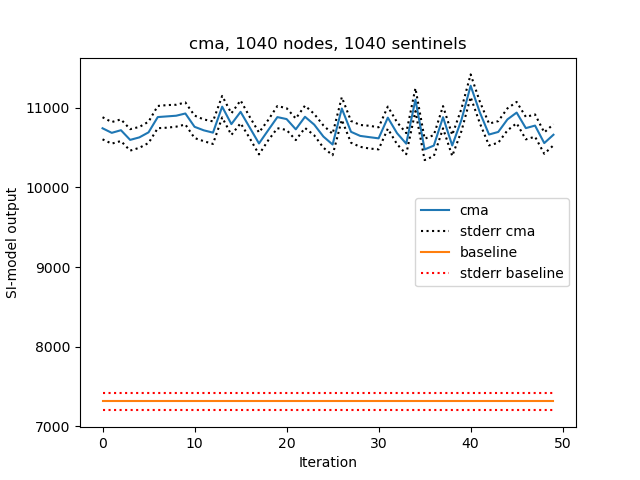 cma, 1040 nodes, 1040 sentinels
SI-model output
11000
10000
9000
8000
7000
cma
stderr cma
baseline
stderr baseline
0 10 20 30 40 50
Iteration